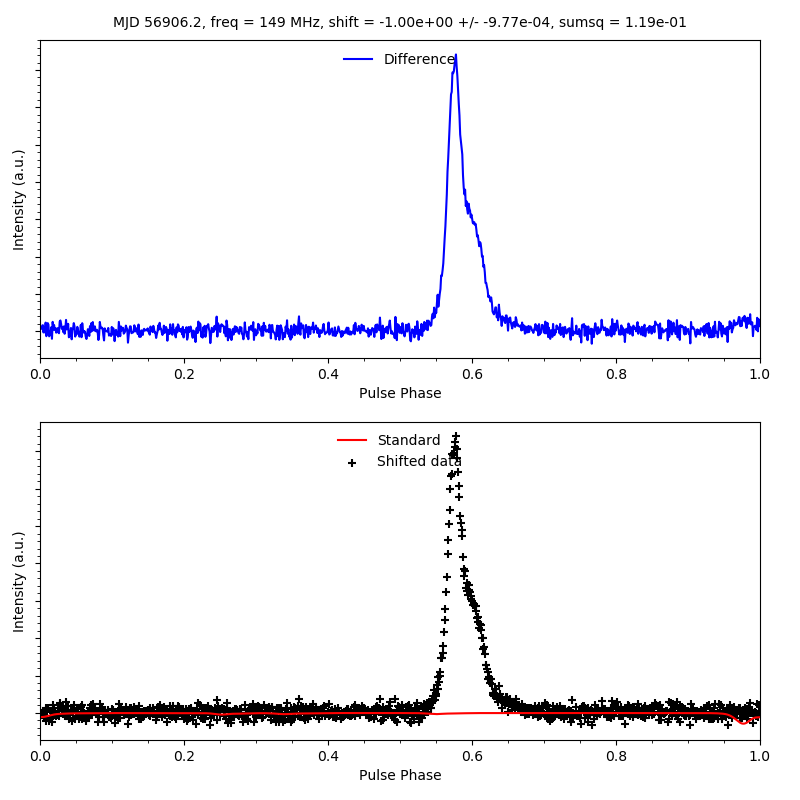 MJD 56906.2, freq = 149 MHz, shift = -1.00e+00 +/- -9.77e-04, sumsq = 1.19e-01
Difference
Intensity (a.u.)
0.0 0.2 0.4 0.6 0.8 1.0
Pulse Phase
Standard
Shifted data
Intensity (a.u.)
0.0 0.2 0.4 0.6 0.8 1.0
Pulse Phase